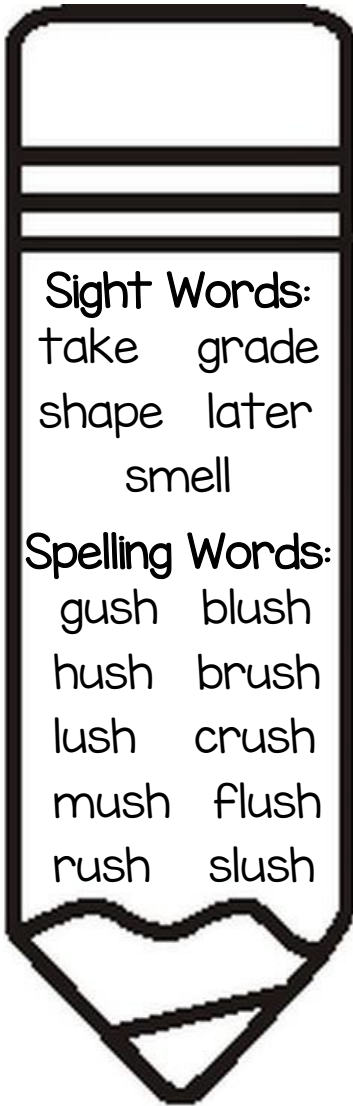 Sight Words:
take grade
shape later
smell
Spelling Words:
gush blush
hush brush
lush crush
mush flush
rush slush